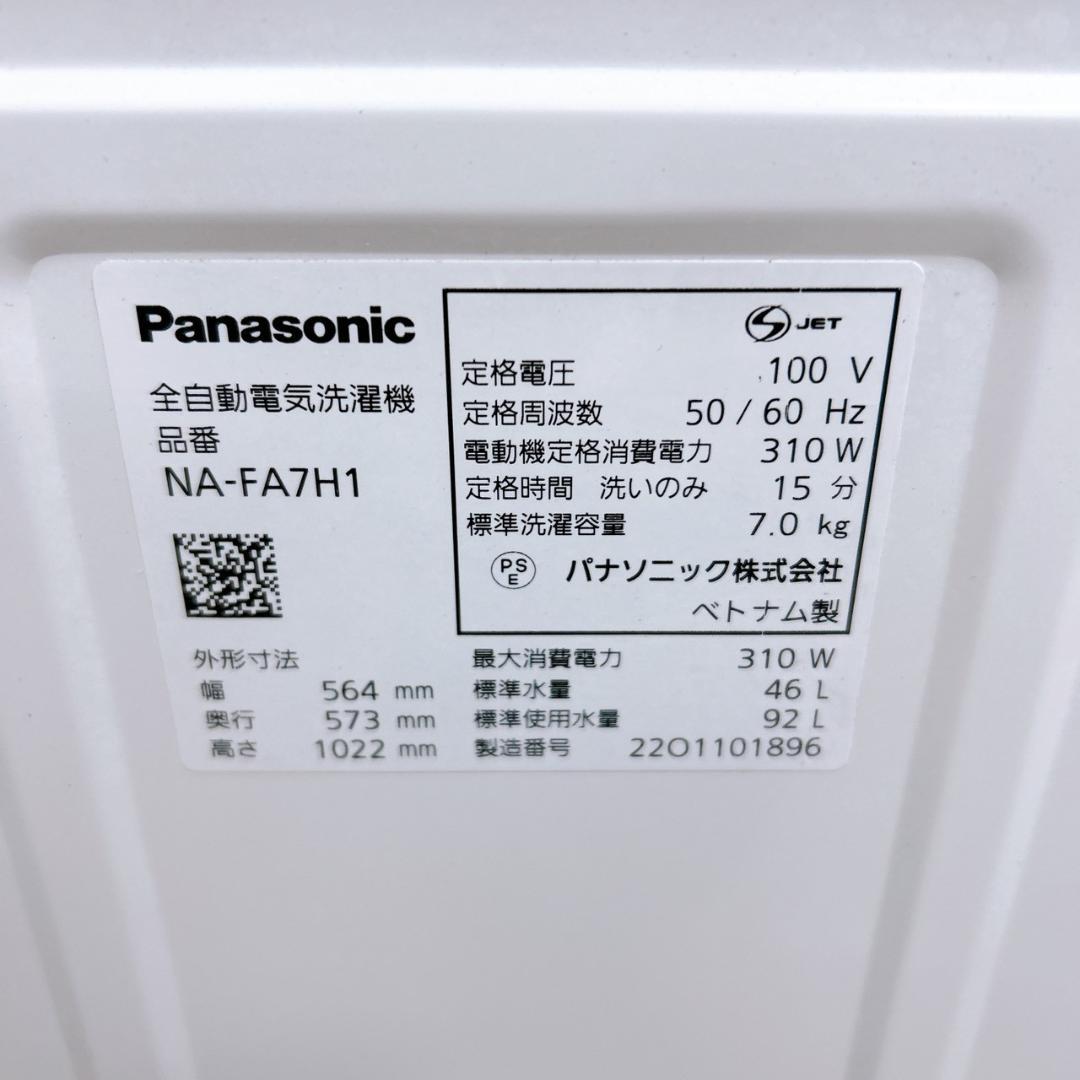 Panasonic
全自動電気洗濯機
品番
NA-FA7H1
JET
定格電圧 100 V
定格周波数 50 / 60 Hz
電動機定格消費電力 310 W
定格時間 洗いのみ 15 分
標準洗濯容量 7.0 kg
PS
E
パナソニック株式会社
ベトナム製
外形寸法
幅 564 mm
奥行 573 mm
高さ 1022 mm
最大消費電力 310 W
標準水量 46 L
標準使用水量 92 L
製造番号 22O1101896